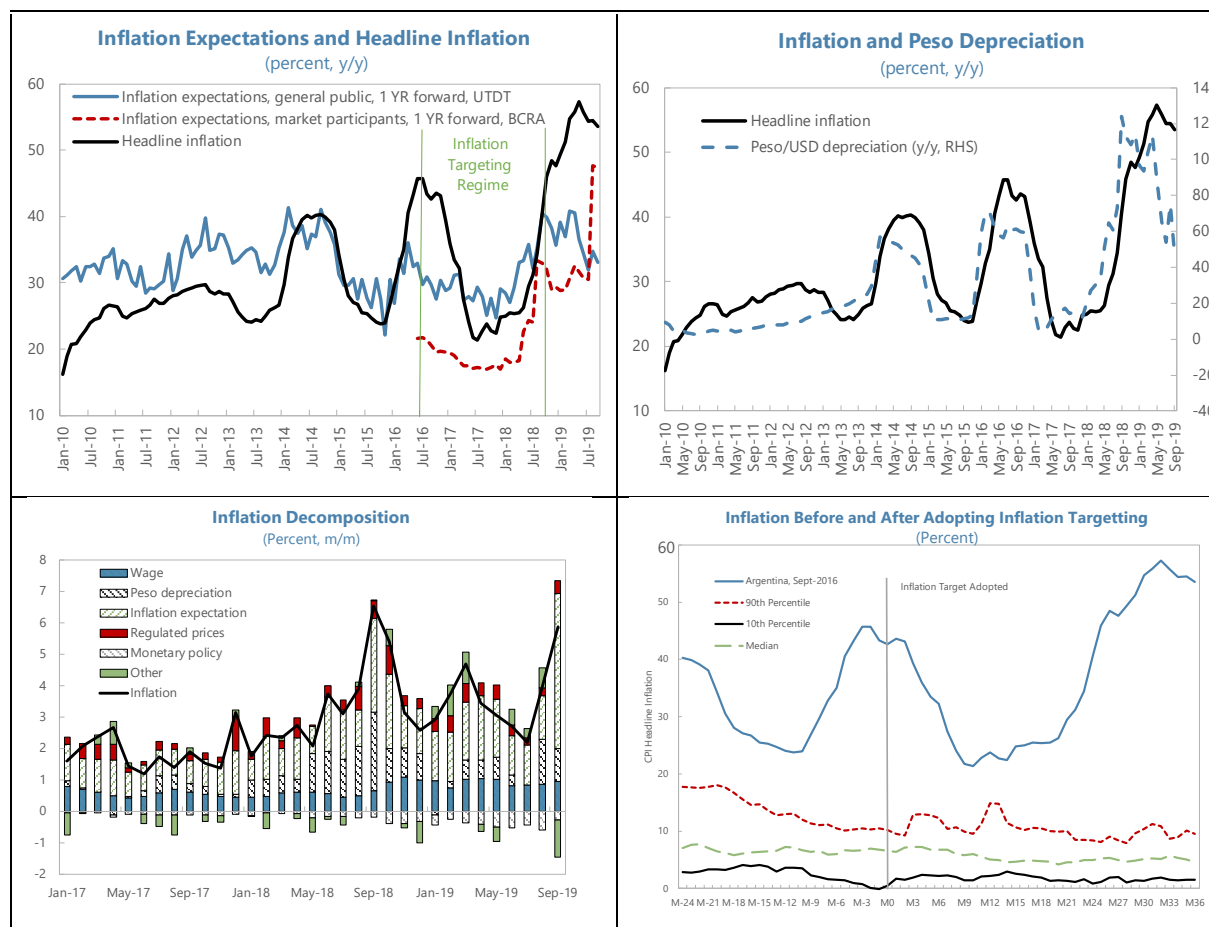 Inflation Expectations and Headline Inflation
(percent, y/y)
60
50
40
30
20
10
Inflation expectations, general public, 1 YR forward, UTDT
Inflation expectations, market participants, 1 YR forward, BCRA
Headline inflation
Inflation
Targeting
Regime
Jan-10
Jul-10
Jan-11
Jul-11
Jan-12
Jul-12
Jan-13
Jul-13
Jan-14
Jul-14
Jan-15
Jul-15
Jan-16
Jul-16
Jan-17
Jul-17
Jan-18
Jul-18
Jan-19
Jul-19
Inflation and Peso Depreciation
(percent, y/y)
60
50
40
30
20
10
Headline inflation
Peso/USD depreciation (y/y, RHS)
14
12
10
80
60
40
20
0
-20
-40
Jan-10
May-10
Sep-10
Jan-11
May-11
Sep-11
Jan-12
May-12
Sep-12
Jan-13
May-13
Sep-13
Jan-14
May-14
Sep-14
Jan-15
May-15
Sep-15
Jan-16
May-16
Sep-16
Jan-17
May-17
Sep-17
Jan-18
May-18
Sep-18
Jan-19
May-19
Sep-19
Inflation Decomposition
(Percent, m/m)
8
7
6
5
4
3
2
1
0
-1
-2
Wage
Peso depreciation
Inflation expectation
Regulated prices
Monetary policy
Other
Inflation
Jan-17
May-17
Sep-17
Jan-18
May-18
Sep-18
Jan-19
May-19
Sep-19
Inflation Before and After Adopting Inflation Targetting
(Percent)
60
50
40
30
20
10
0
CPI Headline Inflation
Argentina, Sept-2016
90th Percentile
10th Percentile
Median
Inflation Target Adopted
M-24
M-21
M-18
M-15
M-12
M-9
M-6
M-3
M0
M3
M6
M9
M12
M15
M18
M21
M24
M27
M30
M33
M36